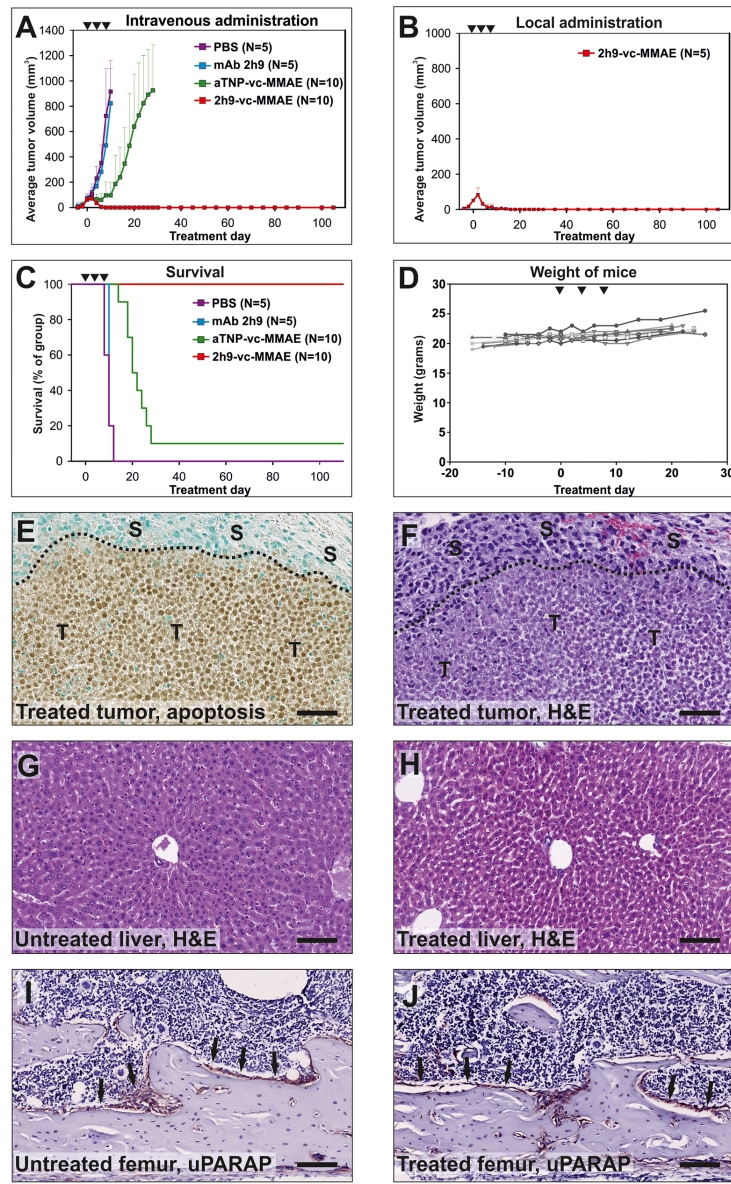 A
Intravenous administration
Average tumor volume (mm³)
1400
1200
1000
800
600
400
200
0
PBS (N=5)
mAb 2h9 (N=5)
aTNP-vc-MMAE (N=10)
2h9-vc-MMAE (N=10)
0 20 40 60 80 100
Treatment day
B
Local administration
Average tumor volume (mm³)
1000
800
600
400
200
0
2h9-vc-MMAE (N=5)
0 20 40 60 80 100
Treatment day
C
Survival
Survival (% of group)
100
80
60
40
20
0
PBS (N=5)
mAb 2h9 (N=5)
aTNP-vc-MMAE (N=10)
2h9-vc-MMAE (N=10)
0 20 40 60 80 100
Treatment day
D
Weight of mice
Weight (grams)
30
25
20
15
10
5
0
-20 -10 0 10 20 30
Treatment day
E
S S S
T T T
Treated tumor, apoptosis
F
S S S
T T T
Treated tumor, H&E
G
Untreated liver, H&E
H
Treated liver, H&E
I
Untreated femur, uPARAP
J
Treated femur, uPARAP